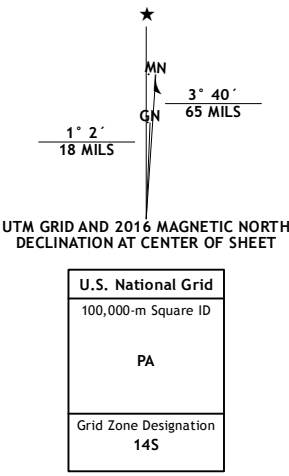 ★
MN
3° 40´
65 MILS
GN
1° 2´
18 MILS
UTM GRID AND 2016 MAGNETIC NORTH
DECLINATION AT CENTER OF SHEET
U.S. National Grid
100,000-m Square ID
PA
Grid Zone Designation
14S